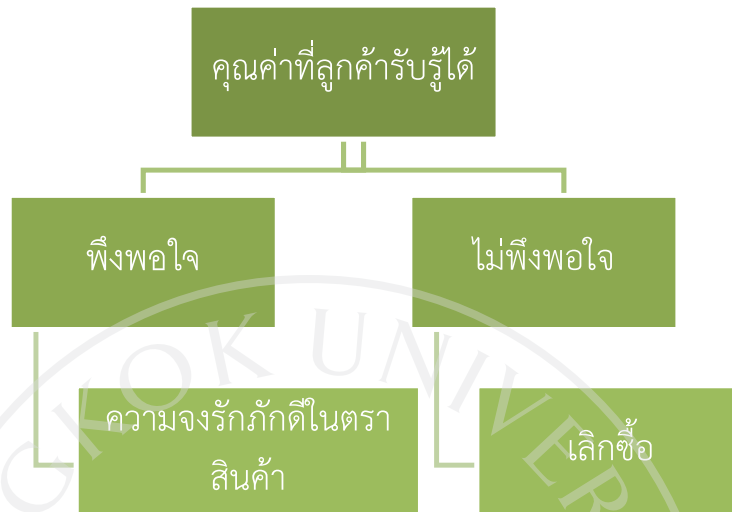 คุณค่าที่ลูกค้ารับรู้ได้
พึงพอใจ
ไม่พึงพอใจ
ความจงรักภักดีในตรา
สินค้า
เลิกซื้อ
GKOK UNIVER